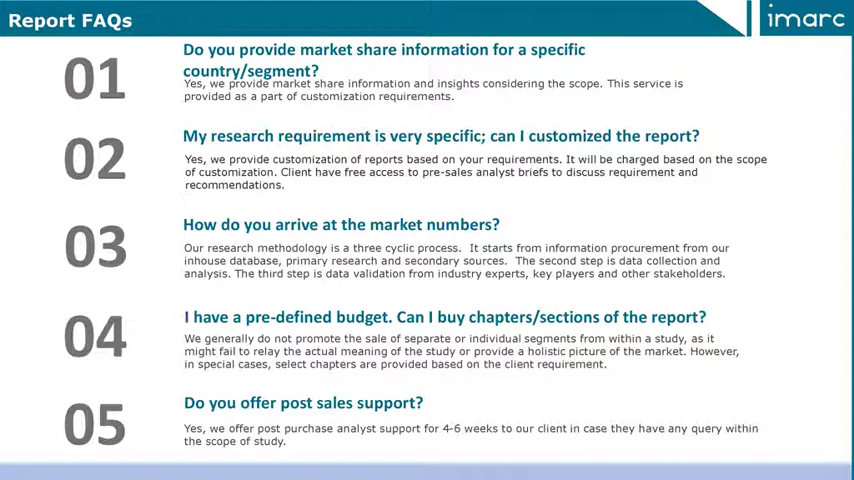 Report FAQs
imarc
01
Do you provide market share information for a specific
country/segment?
Yes, we provide market share information and insights considering the scope. This service is
provided as a part of customization requirements.
02
My research requirement is very specific; can I customized the report?
Yes, we provide customization of reports based on your requirements. It will be charged based on the scope
of customization. Client have free access to pre-sales analyst briefs to discuss requirement and
recommendations.
03
How do you arrive at the market numbers?
Our research methodology is a three cyclic process. It starts from information procurement from our
inhouse database, primary research and secondary sources. The second step is data collection and
analysis. The third step is data validation from industry experts, key players and other stakeholders.
04
I have a pre-defined budget. Can I buy chapters/sections of the report?
We generally do not promote the sale of separate or individual segments from within a study, as it
might fail to relay the actual meaning of the study or provide a holistic picture of the market. However,
in special cases, select chapters are provided based on the client requirement.
05
Do you offer post sales support?
Yes, we offer post purchase analyst support for 4-6 weeks to our client in case they have any query within
the scope of study.